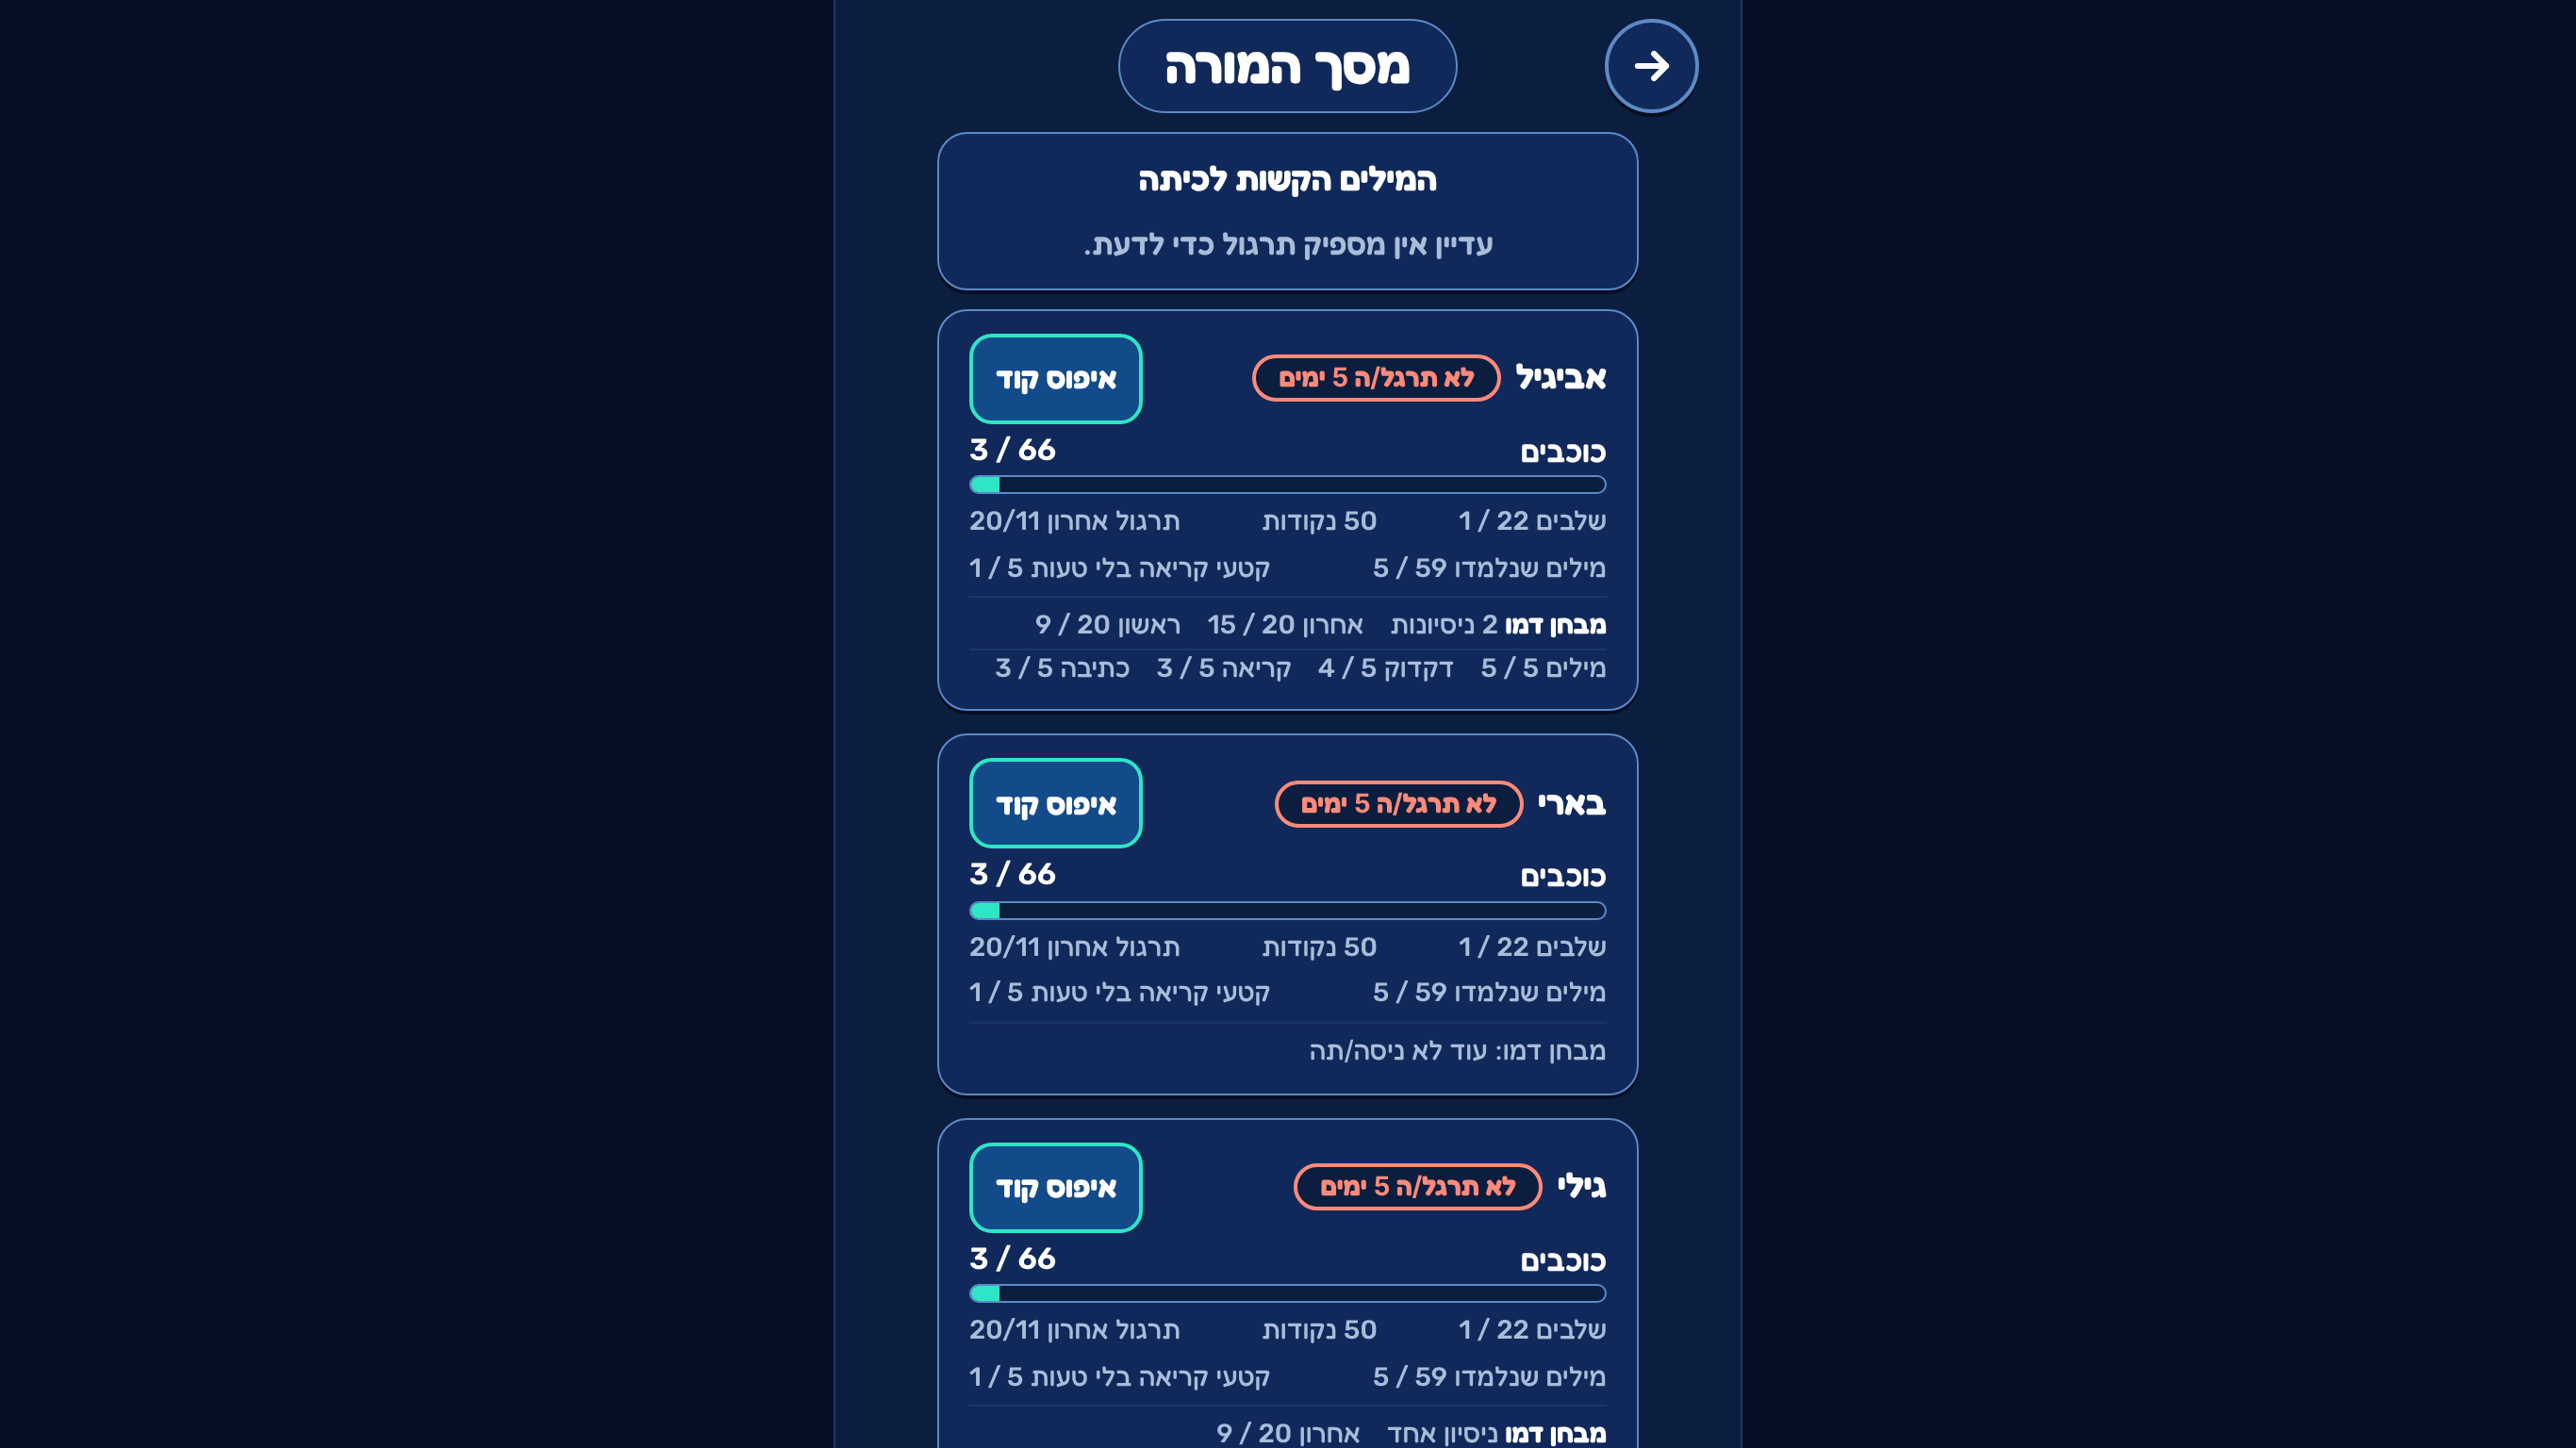 מסך המורה
המילים הקשות לכיתה
עדיין אין מספיק תרגול כדי לדעת.
אביגיל לא תרגל/ה 5 ימים איפוס קוד
כוכבים 3 / 66
שלבים 1 / 22 50 נקודות תרגול אחרון 20/11
מילים שנלמדו 5 / 59 קטעי קריאה בלי טעות 1 / 5
מבחן דמו 2 ניסיונות אחרון 15 / 20 ראשון 9 / 20
מילים 5 / 5 דקדוק 4 / 5 קריאה 3 / 5 כתיבה 3 / 5
בארי לא תרגל/ה 5 ימים איפוס קוד
כוכבים 3 / 66
שלבים 1 / 22 50 נקודות תרגול אחרון 20/11
מילים שנלמדו 5 / 59 קטעי קריאה בלי טעות 1 / 5
מבחן דמו: עוד לא ניסה/תה
גילי לא תרגל/ה 5 ימים איפוס קוד
כוכבים 3 / 66
שלבים 1 / 22 50 נקודות תרגול אחרון 20/11
מילים שנלמדו 5 / 59 קטעי קריאה בלי טעות 1 / 5
מבחן דמו ניסיון אחד אחרון 9 / 20